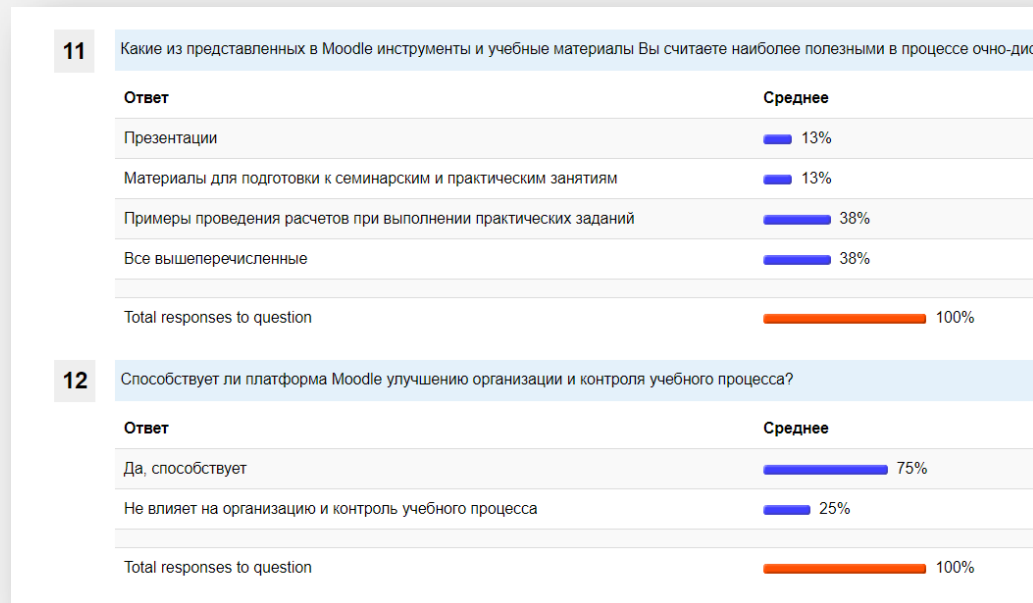 11
Какие из представленных в Moodle инструменты и учебные материалы Вы считаете наиболее полезными в процессе
Ответ Среднее
Презентации 13%
Материалы для подготовки к семинарским и практическим занятиям 13%
Примеры проведения расчетов при выполнении практических заданий 38%
Все вышеперечисленные 38%
Total responses to question 100%
12
Способствует ли платформа Moodle улучшению организации и контроля учебного процесса?
Ответ Среднее
Да, способствует 75%
Не влияет на организацию и контроль учебного процесса 25%
Total responses to question 100%